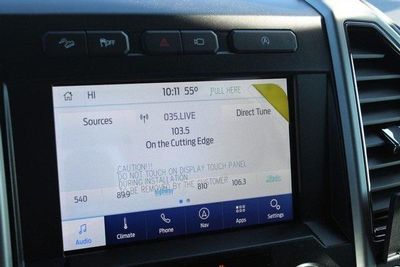 HI 10:11 55° PULL HERE
Sources 035.LIVE Direct Tune
103.5
On the Cutting Edge
CAUTION!!!
DO NOT TOUCH ON DISPLAY TOUCH PANEL
DURING INSTALLATION
BE REMOVED BY THE CUSTOMER
540 89.9 810 106.3
Audio Climate Phone Nav Apps Settings